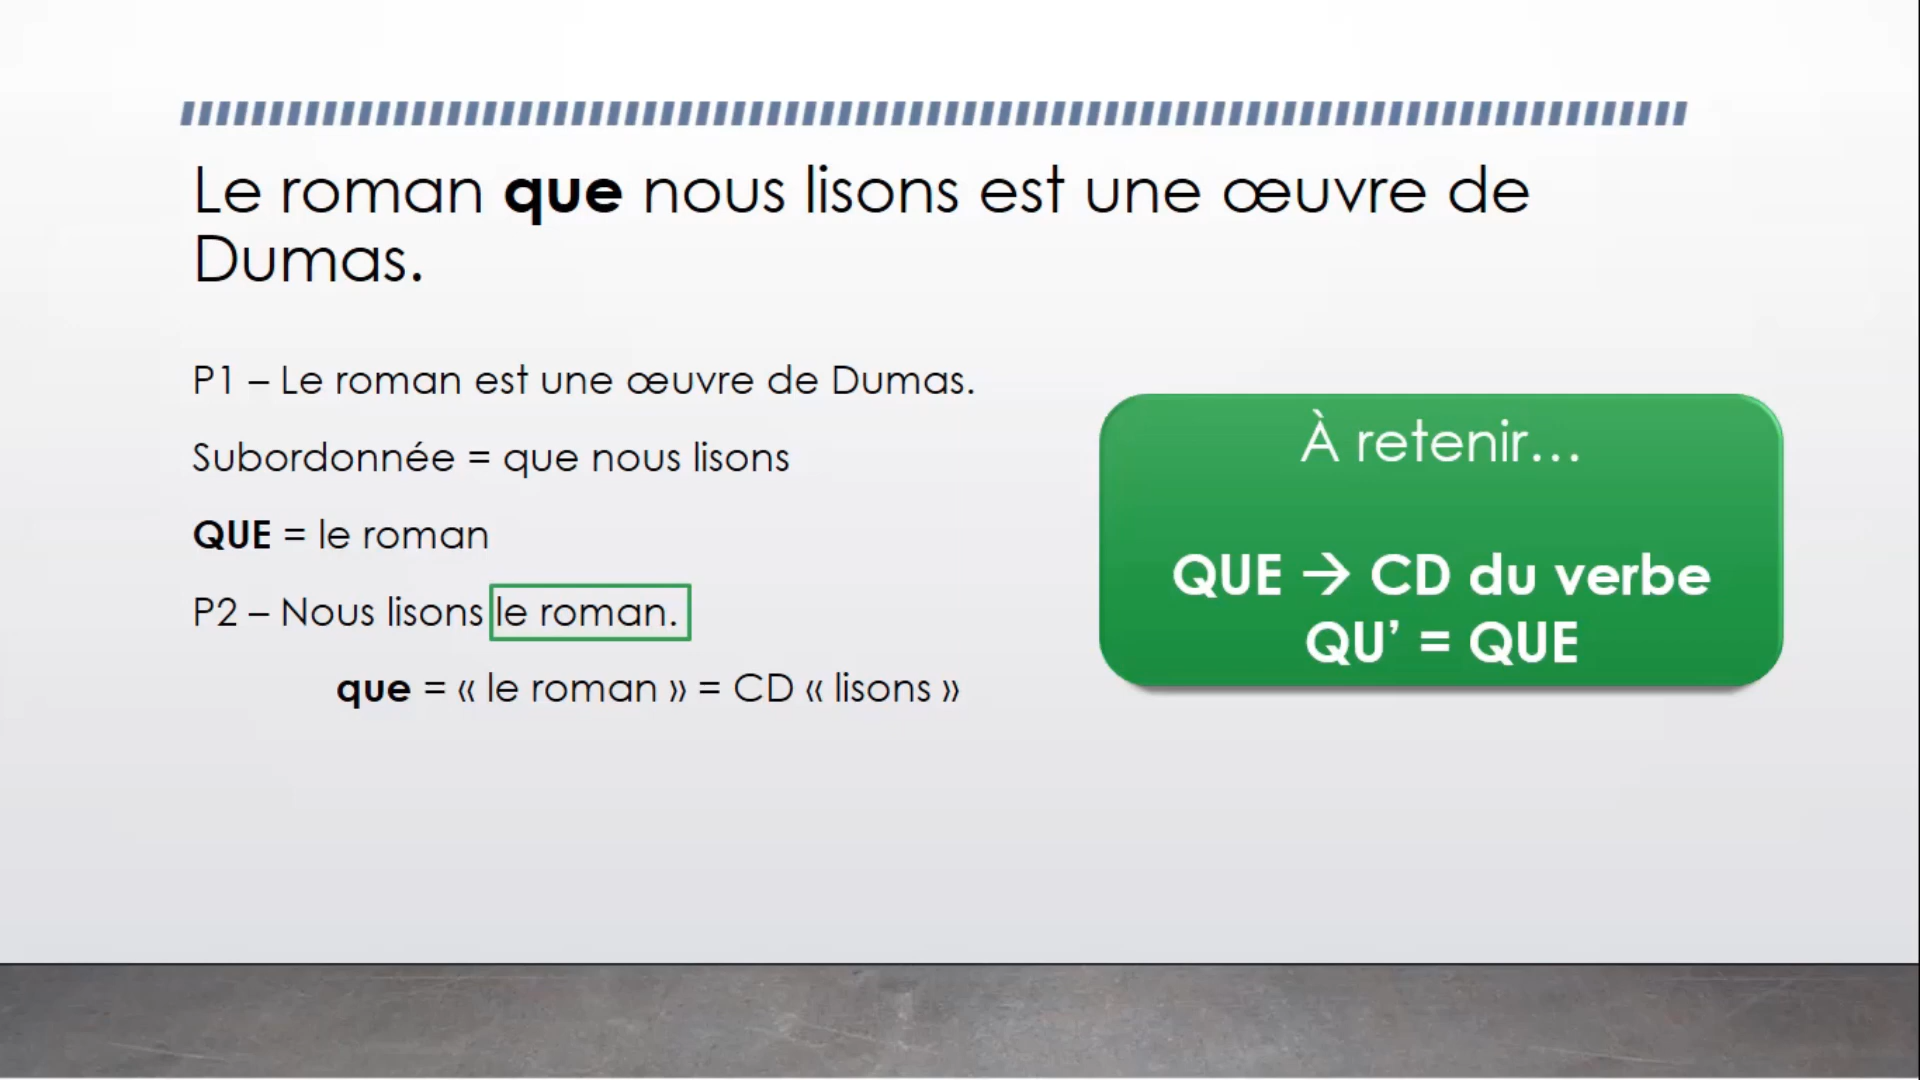 Le roman que nous lisons est une œuvre de
Dumas.
P1 – Le roman est une œuvre de Dumas.
Subordonnée = que nous lisons
QUE = le roman
P2 – Nous lisons le roman.
que = « le roman » = CD « lisons »
À retenir...
QUE → CD du verbe
QU’ = QUE